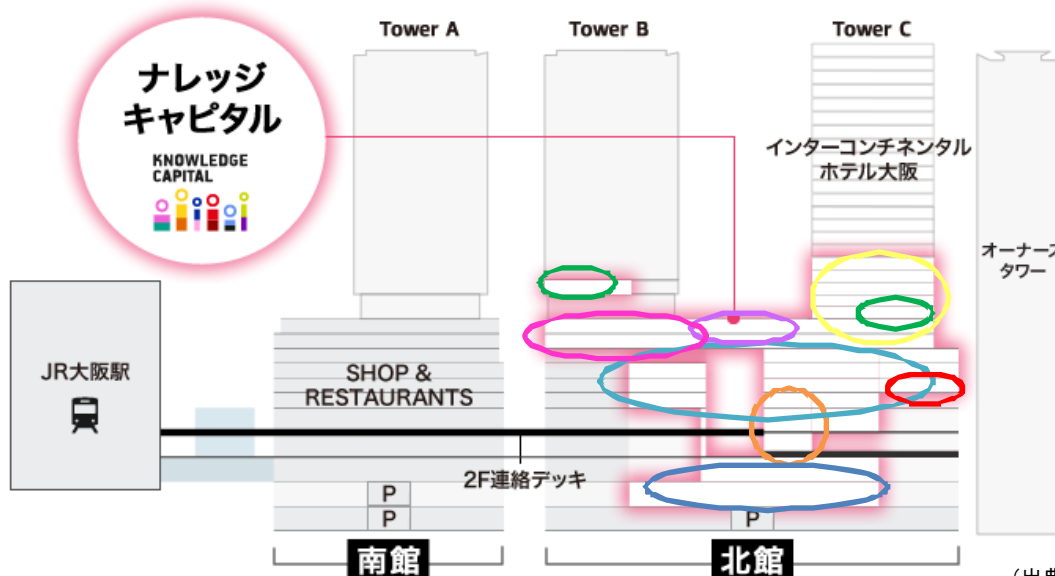 Tower A
Tower B
Tower C
ナレッジ
キャピタル
KNOWLEDGE
CAPITAL
インターコンチネンタル
ホテル大阪
オーナーズ
タワー
JR大阪駅
SHOP &
RESTAURANTS
2F連絡デッキ
P
P
P
南館
北館
(出典